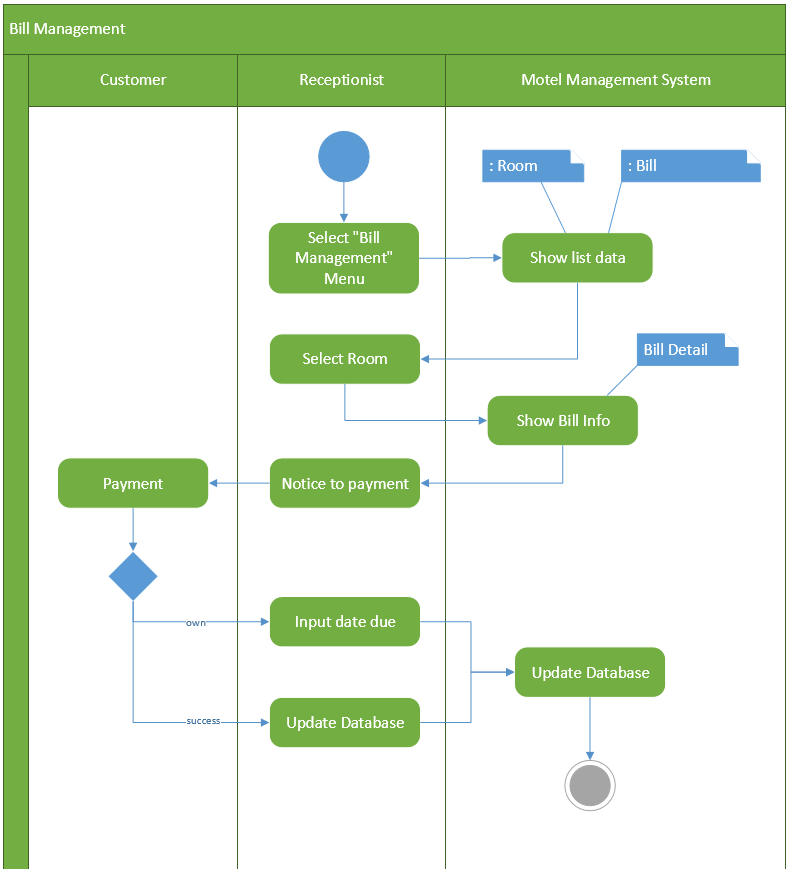 Bill Management
Customer
Receptionist
Motel Management System
: Room
: Bill
Select "Bill
Management"
Menu
Show list data
Select Room
Bill Detail
Show Bill Info
Payment
Notice to payment
own
Input date due
Update Database
success
Update Database